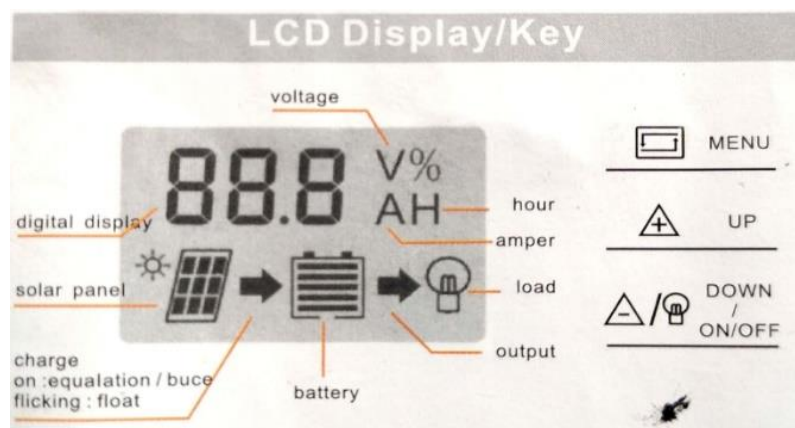 LCD Display/Key
voltage
88.8 V%
AH
digital display
hour
amper
solar panel
load
output
charge
on :equalation / buce
flicking : float
battery
MENU
UP
DOWN
/
ON/OFF